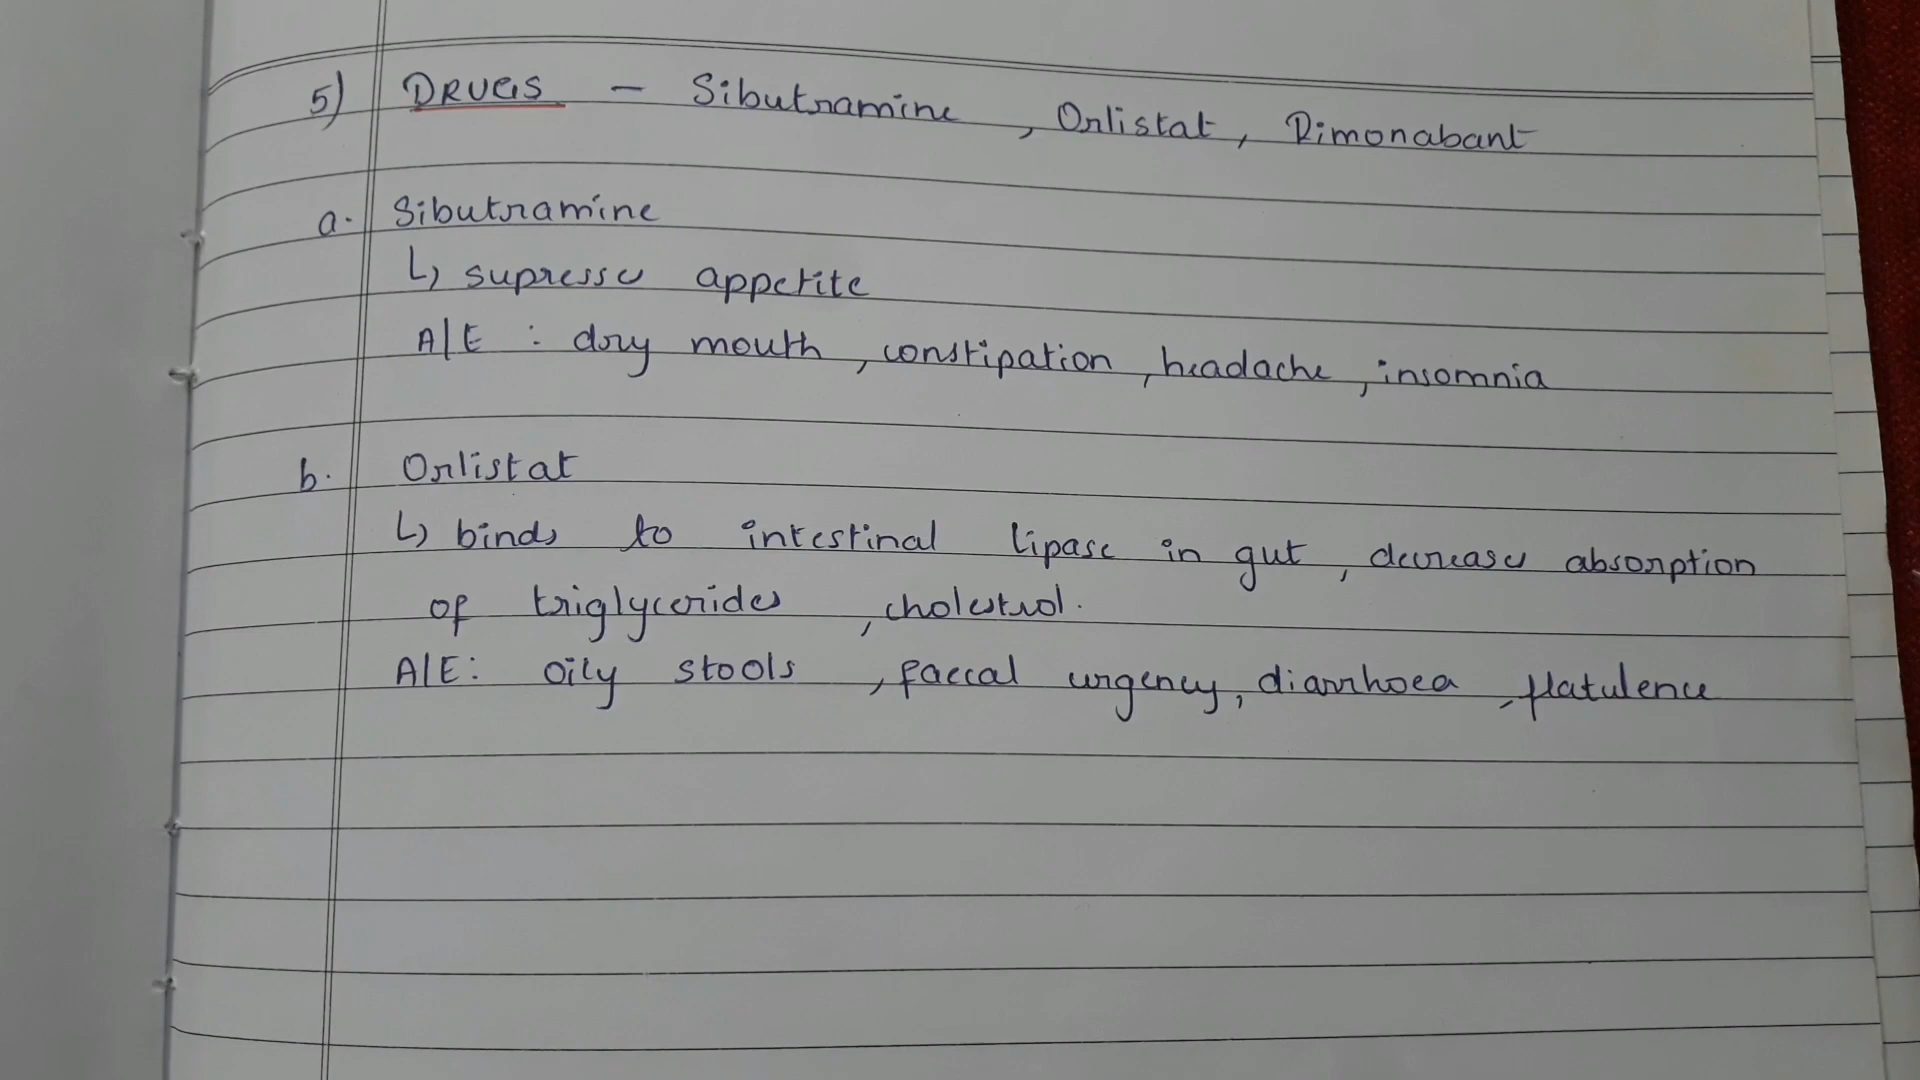 5) DRUGS - Sibutramine, Orlistat, Rimonabant
a. Sibutramine
↳ supresses appetite
A/E : dry mouth, constipation, headache, insomnia
b. Orlistat
↳ binds to intestinal lipase in gut, decreases absorption
of triglycerides, cholestrol.
A/E: oily stools, faecal urgency, diarrhoea, flatulence